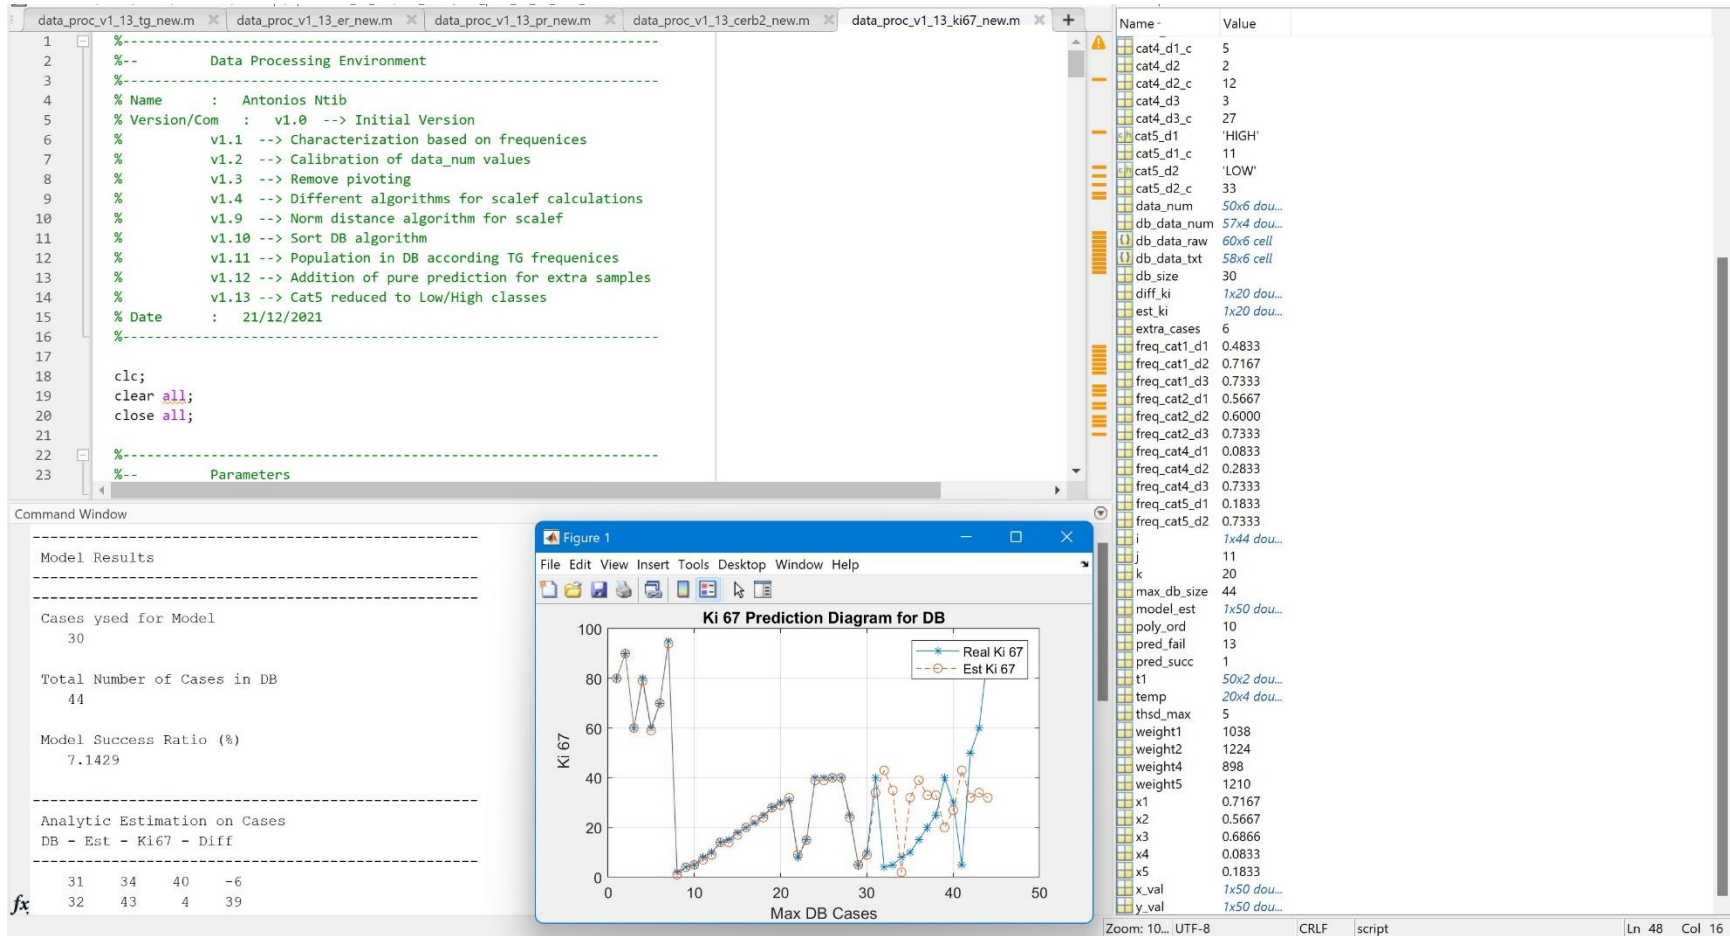 data_proc_v1_13_tg_new.m data_proc_v1_13_er_new.m data_proc_v1_13_pr_new.m data_proc_v1_13_cerb2_new.m data_proc_v1_13_ki67_new.m
1 %--------------------------------------------------------------------
2 %-- Data Processing Environment
3 %--------------------------------------------------------------------
4 % Name : Antonios Ntib
5 % Version/Com : v1.0 --> Initial Version
6 % v1.1 --> Characterization based on frequenices
7 % v1.2 --> Calibration of data_num values
8 % v1.3 --> Remove pivoting
9 % v1.4 --> Different algorithms for scalef calculations
10 % v1.9 --> Norm distance algorithm for scalef
11 % v1.10 --> Sort DB algorithm
12 % v1.11 --> Population in DB according TG frequenices
13 % v1.12 --> Addition of pure prediction for extra samples
14 % v1.13 --> Cat5 reduced to Low/High classes
15 % Date : 21/12/2021
16 %--------------------------------------------------------------------
17
18 clc;
19 clear all;
20 close all;
21
22 %--------------------------------------------------------------------
23 %-- Parameters
Command Window
Model Results
Cases ysed for Model
30
Total Number of Cases in DB
44
Model Success Ratio (%)
7.1429
Analytic Estimation on Cases
DB - Est - Ki67 - Diff
31 34 40 -6
32 43 4 39
fx
Figure 1
File Edit View Insert Tools Desktop Window Help
Ki 67 Prediction Diagram for DB
Real Ki 67
Est Ki 67
100
80
60
40
20
0
Ki 67
0 10 20 30 40 50
Max DB Cases
Name Value
cat4_d1_c 5
cat4_d2 2
cat4_d2_c 12
cat4_d3 3
cat4_d3_c 27
cat5_d1 'HIGH'
cat5_d1_c 11
cat5_d2 'LOW'
cat5_d2_c 33
data_num 50x6 dou...
db_data_num 57x4 dou...
db_data_raw 60x6 cell
db_data_txt 58x6 cell
db_size 30
diff_ki 1x20 dou...
est_ki 1x20 dou...
extra_cases 6
freq_cat1_d1 0.4833
freq_cat1_d2 0.7167
freq_cat1_d3 0.7333
freq_cat2_d1 0.5667
freq_cat2_d2 0.6000
freq_cat2_d3 0.7333
freq_cat4_d1 0.0833
freq_cat4_d2 0.2833
freq_cat4_d3 0.7333
freq_cat5_d1 0.1833
freq_cat5_d2 0.7333
i 1x44 dou...
j 11
k 20
max_db_size 44
model_est 1x50 dou...
poly_ord 10
pred_fail 13
pred_succ 1
t1 50x2 dou...
temp 20x4 dou...
thsd_max 5
weight1 1038
weight2 1224
weight4 898
weight5 1210
x1 0.7167
x2 0.5667
x3 0.6866
x4 0.0833
x5 0.1833
x_val 1x50 dou...
y_val 1x50 dou...
Zoom: 10... UTF-8 CRLF script Ln 48 Col 16